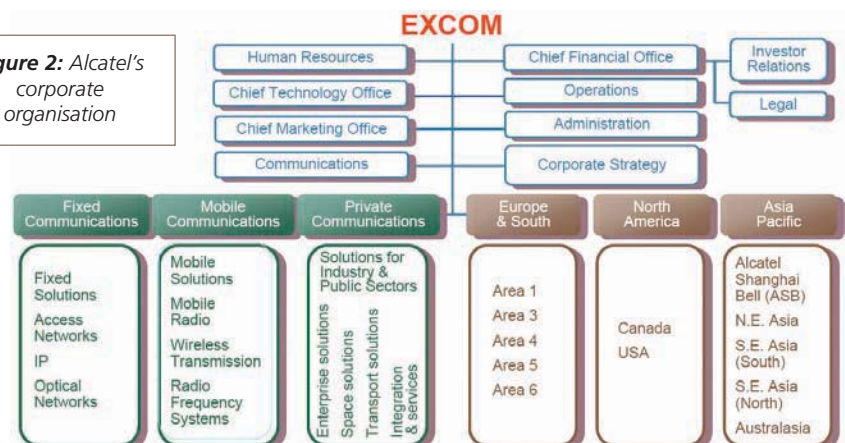 EXCOM
Figure 2: Alcatel's
corporate
organisation
Human Resources
Chief Technology Office
Chief Marketing Office
Communications
Chief Financial Office
Operations
Administration
Corporate Strategy
Investor
Relations
Legal
Fixed
Communications
Mobile
Communications
Private
Communications
Europe
& South
North
America
Asia
Pacific
Fixed
Solutions
Access
Networks
IP
Optical
Networks
Mobile
Solutions
Mobile
Radio
Wireless
Transmission
Radio
Frequency
Systems
Solutions for
Industry &
Public Sectors
Enterprise solutions
Space solutions
Transport solutions
Integration
& services
Area 1
Area 3
Area 4
Area 5
Area 6
Canada
USA
Alcatel
Shanghai
Bell (ASB)
N.E. Asia
S.E. Asia
(South)
S.E. Asia
(North)
Australasia